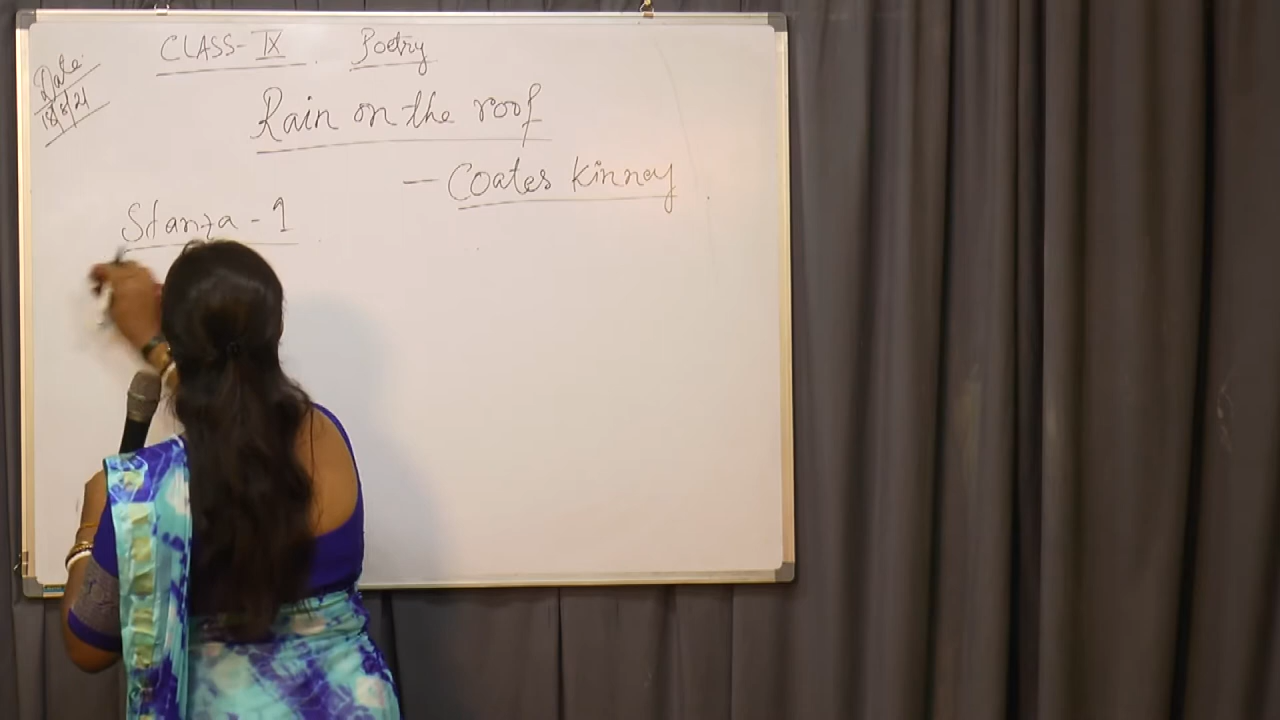 CLASS-IX Poetry
Date:
18/8/21
Rain on the roof
- Coates Kinney
Stanza - 1